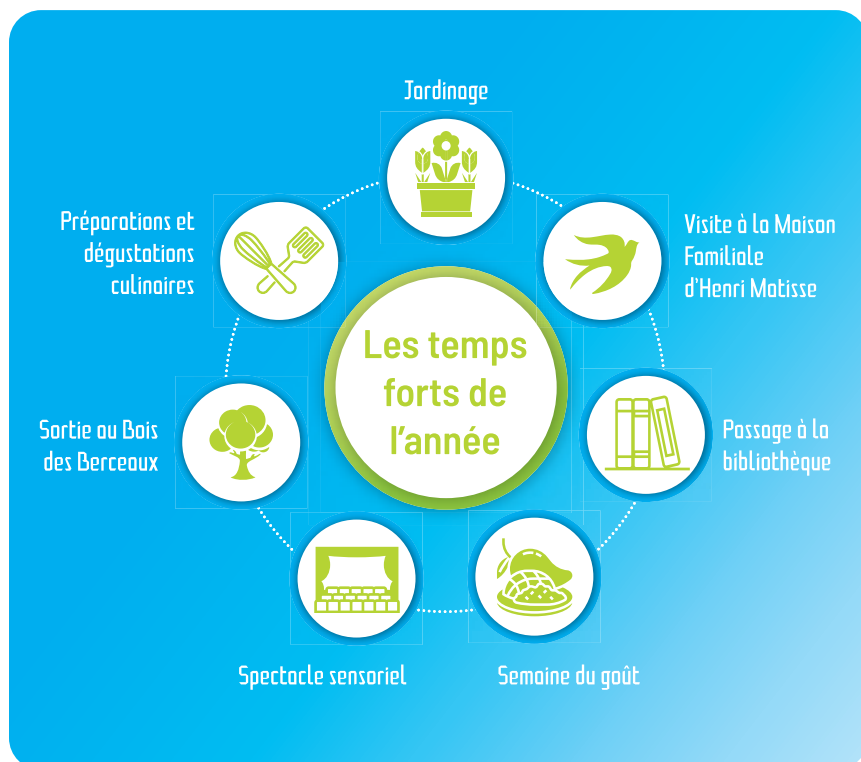 Les temps
forts de
l'année
Jardinage
Visite à la Maison
Familiale
d'Henri Matisse
Passage à la
bibliothèque
Semaine du goût
Spectacle sensoriel
Sortie au Bois
des Berceaux
Préparations et
dégustations
culinaires